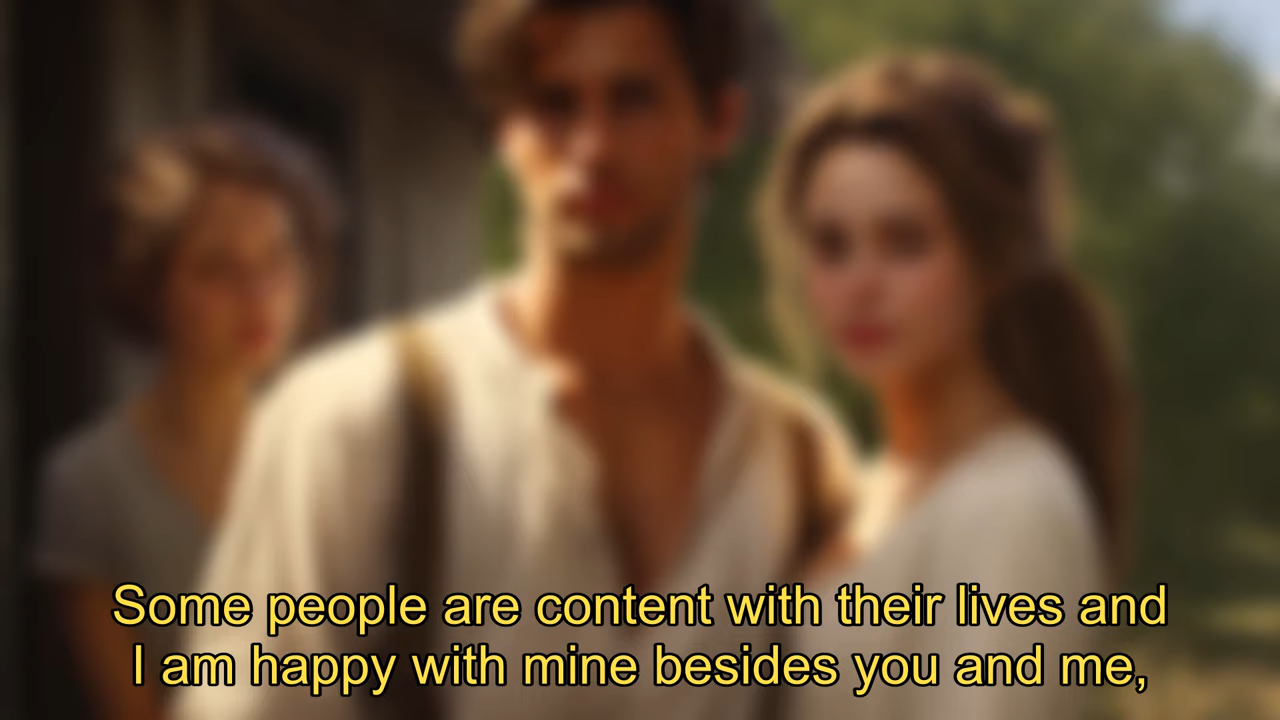 Some people are content with their lives and
I am happy with mine besides you and me,